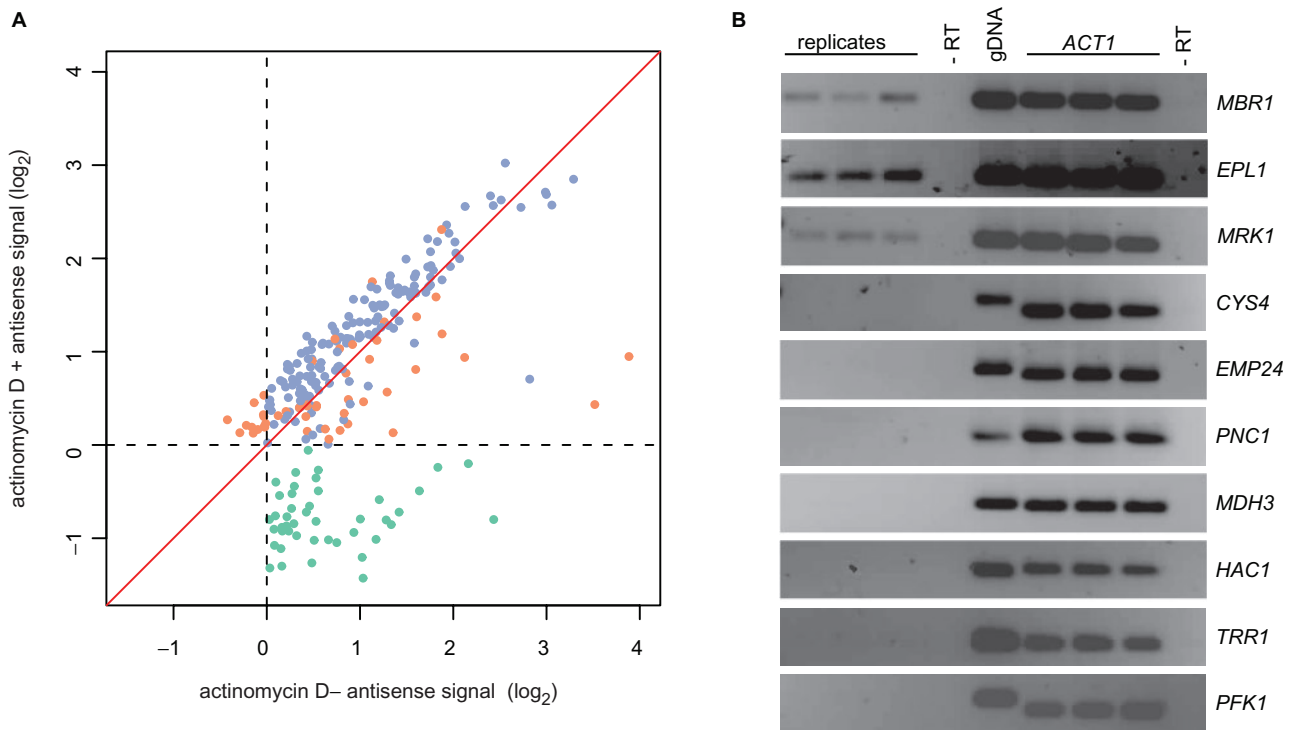 A
actinomycin D + antisense signal (log2)
4
3
2
1
0
−1
−1
0
1
2
3
4
actinomycin D− antisense signal (log2)
B
replicates
- RT
gDNA
ACT1
- RT
MBR1
EPL1
MRK1
CYS4
EMP24
PNC1
MDH3
HAC1
TRR1
PFK1